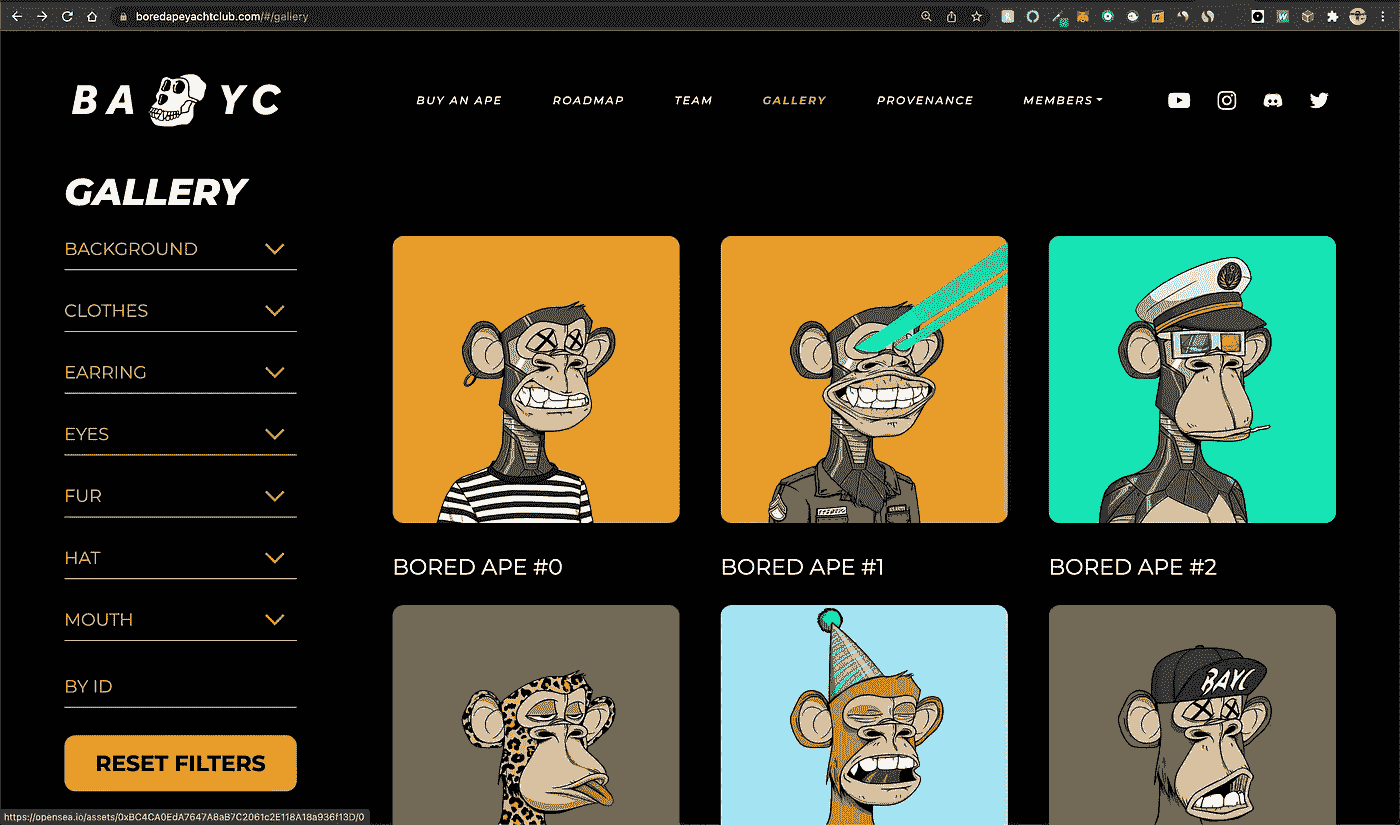 boredapeyachtclub.com/#/gallery
BA YC
BUY AN APE ROADMAP TEAM GALLERY PROVENANCE MEMBERS
GALLERY
BACKGROUND
CLOTHES
EARRING
EYES
FUR
HAT
MOUTH
BY ID
RESET FILTERS
BORED APE #0
BORED APE #1
BORED APE #2
BAYC
https://opensea.io/assets/0xBC4CA0EdA7647A8aB7C2061c2E118A18a936f13D/0